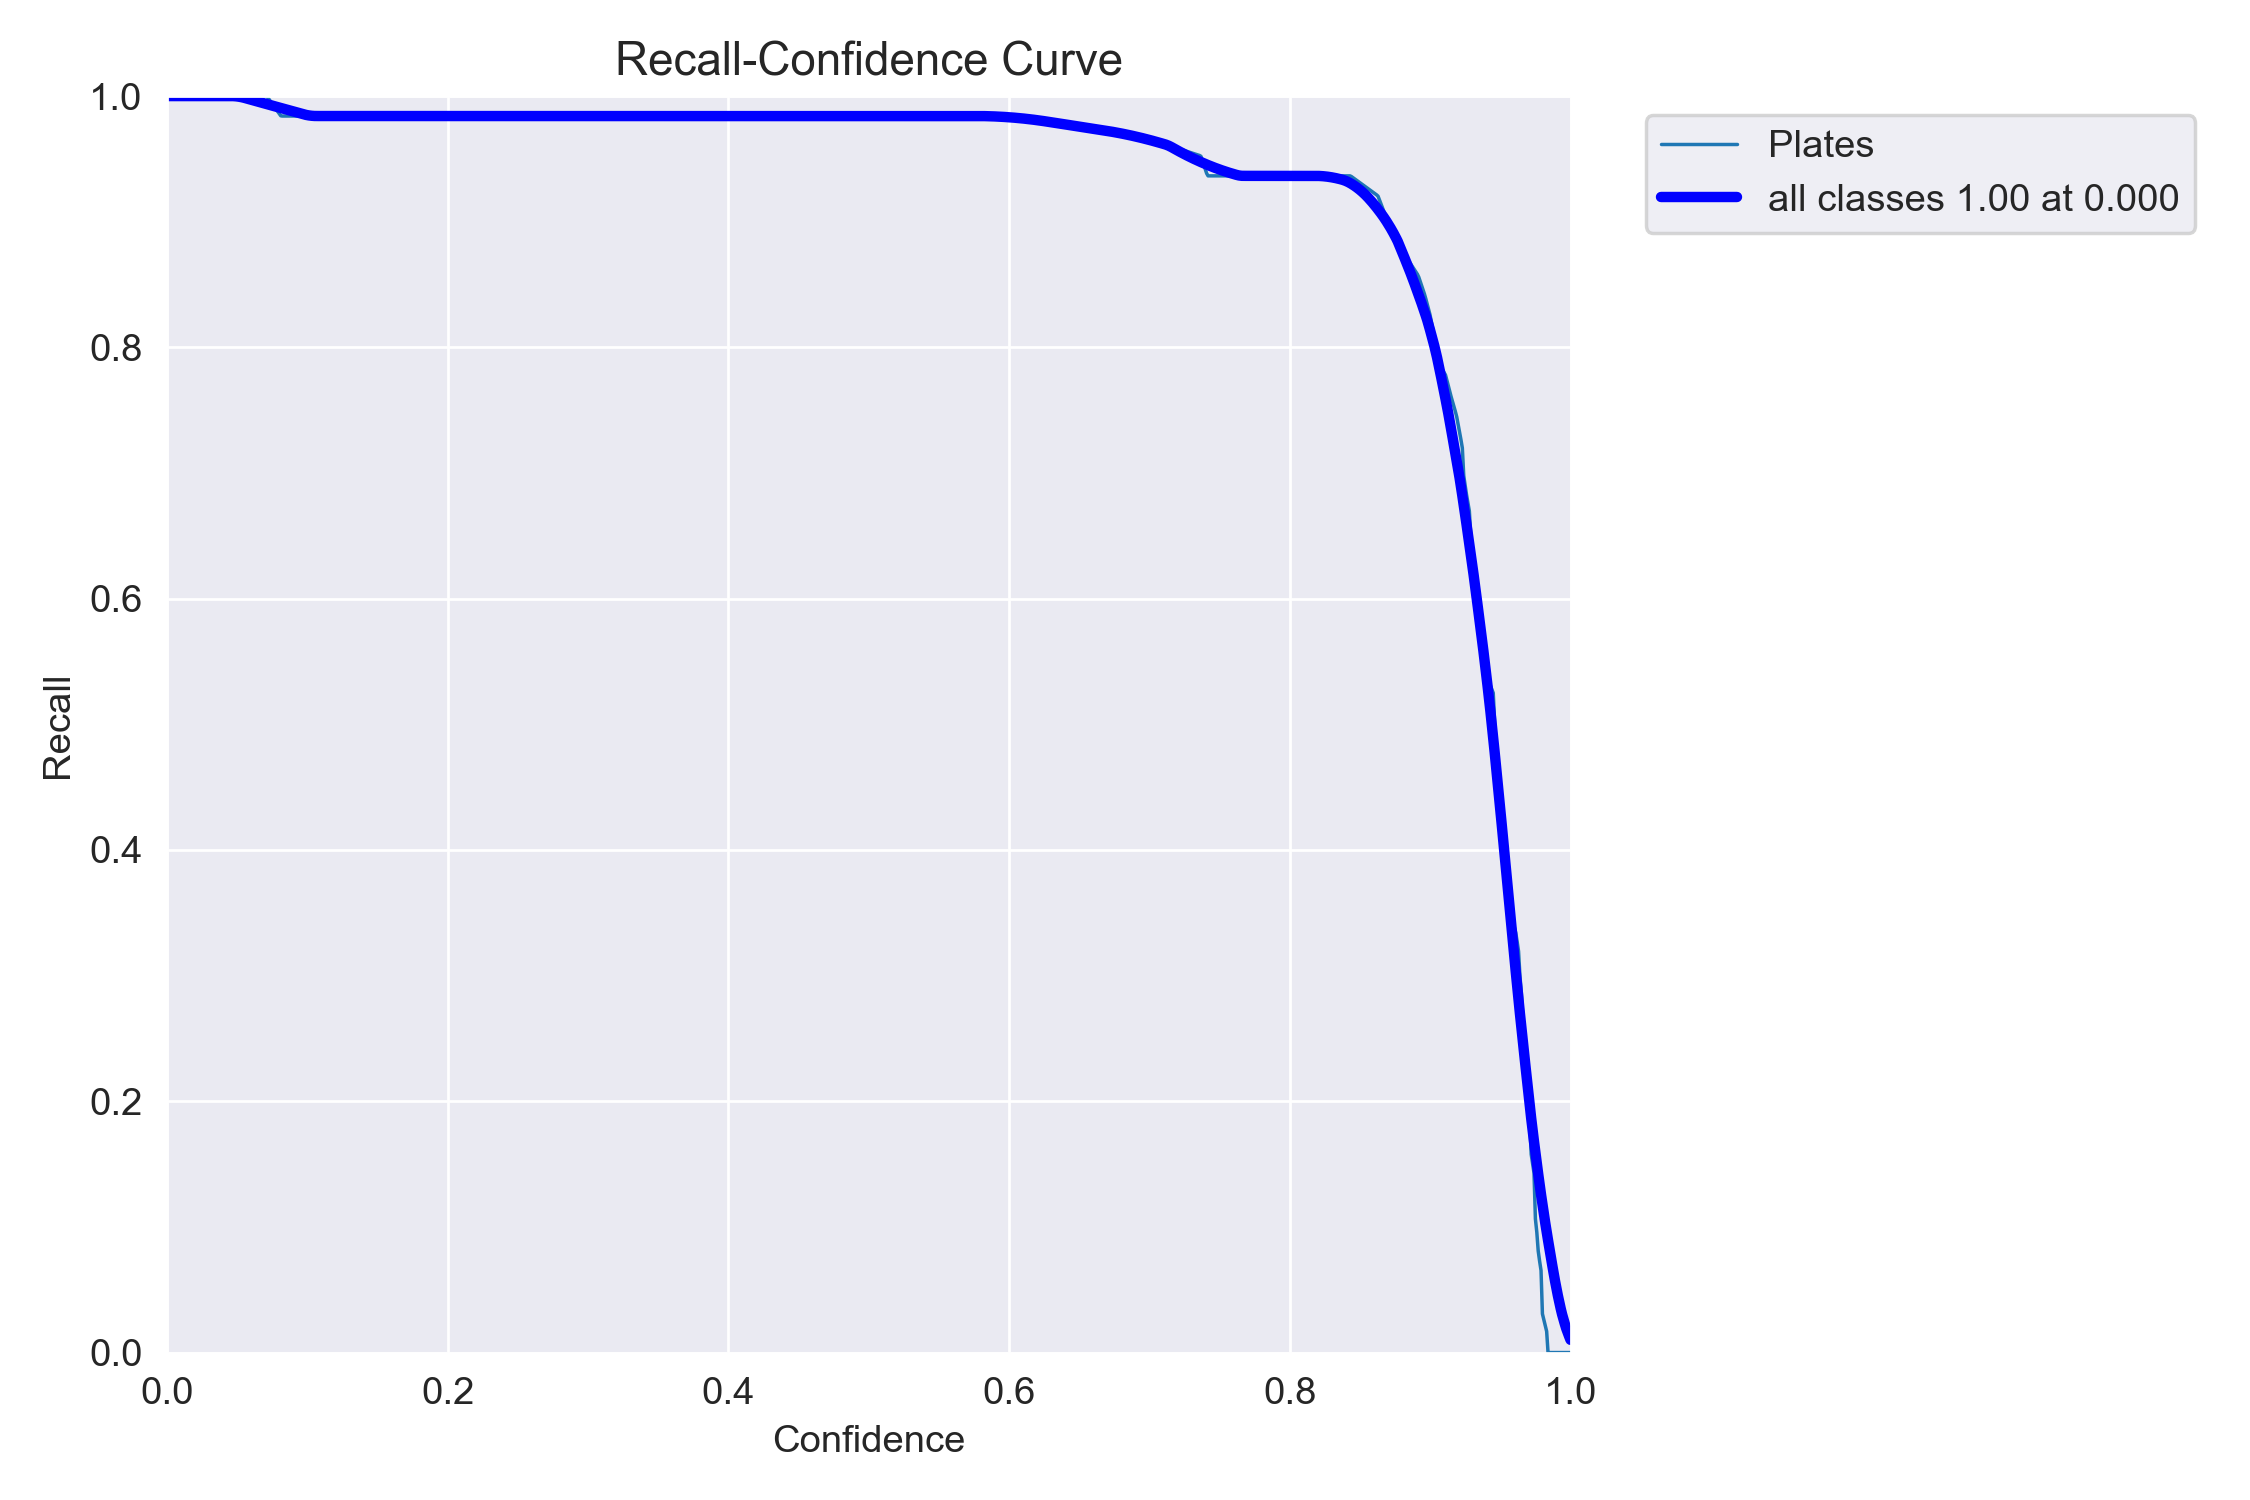 Recall-Confidence Curve
1.0
0.8
0.6
0.4
0.2
0.0
Recall
0.0 0.2 0.4 0.6 0.8 1.0
Confidence
Plates
all classes 1.00 at 0.000